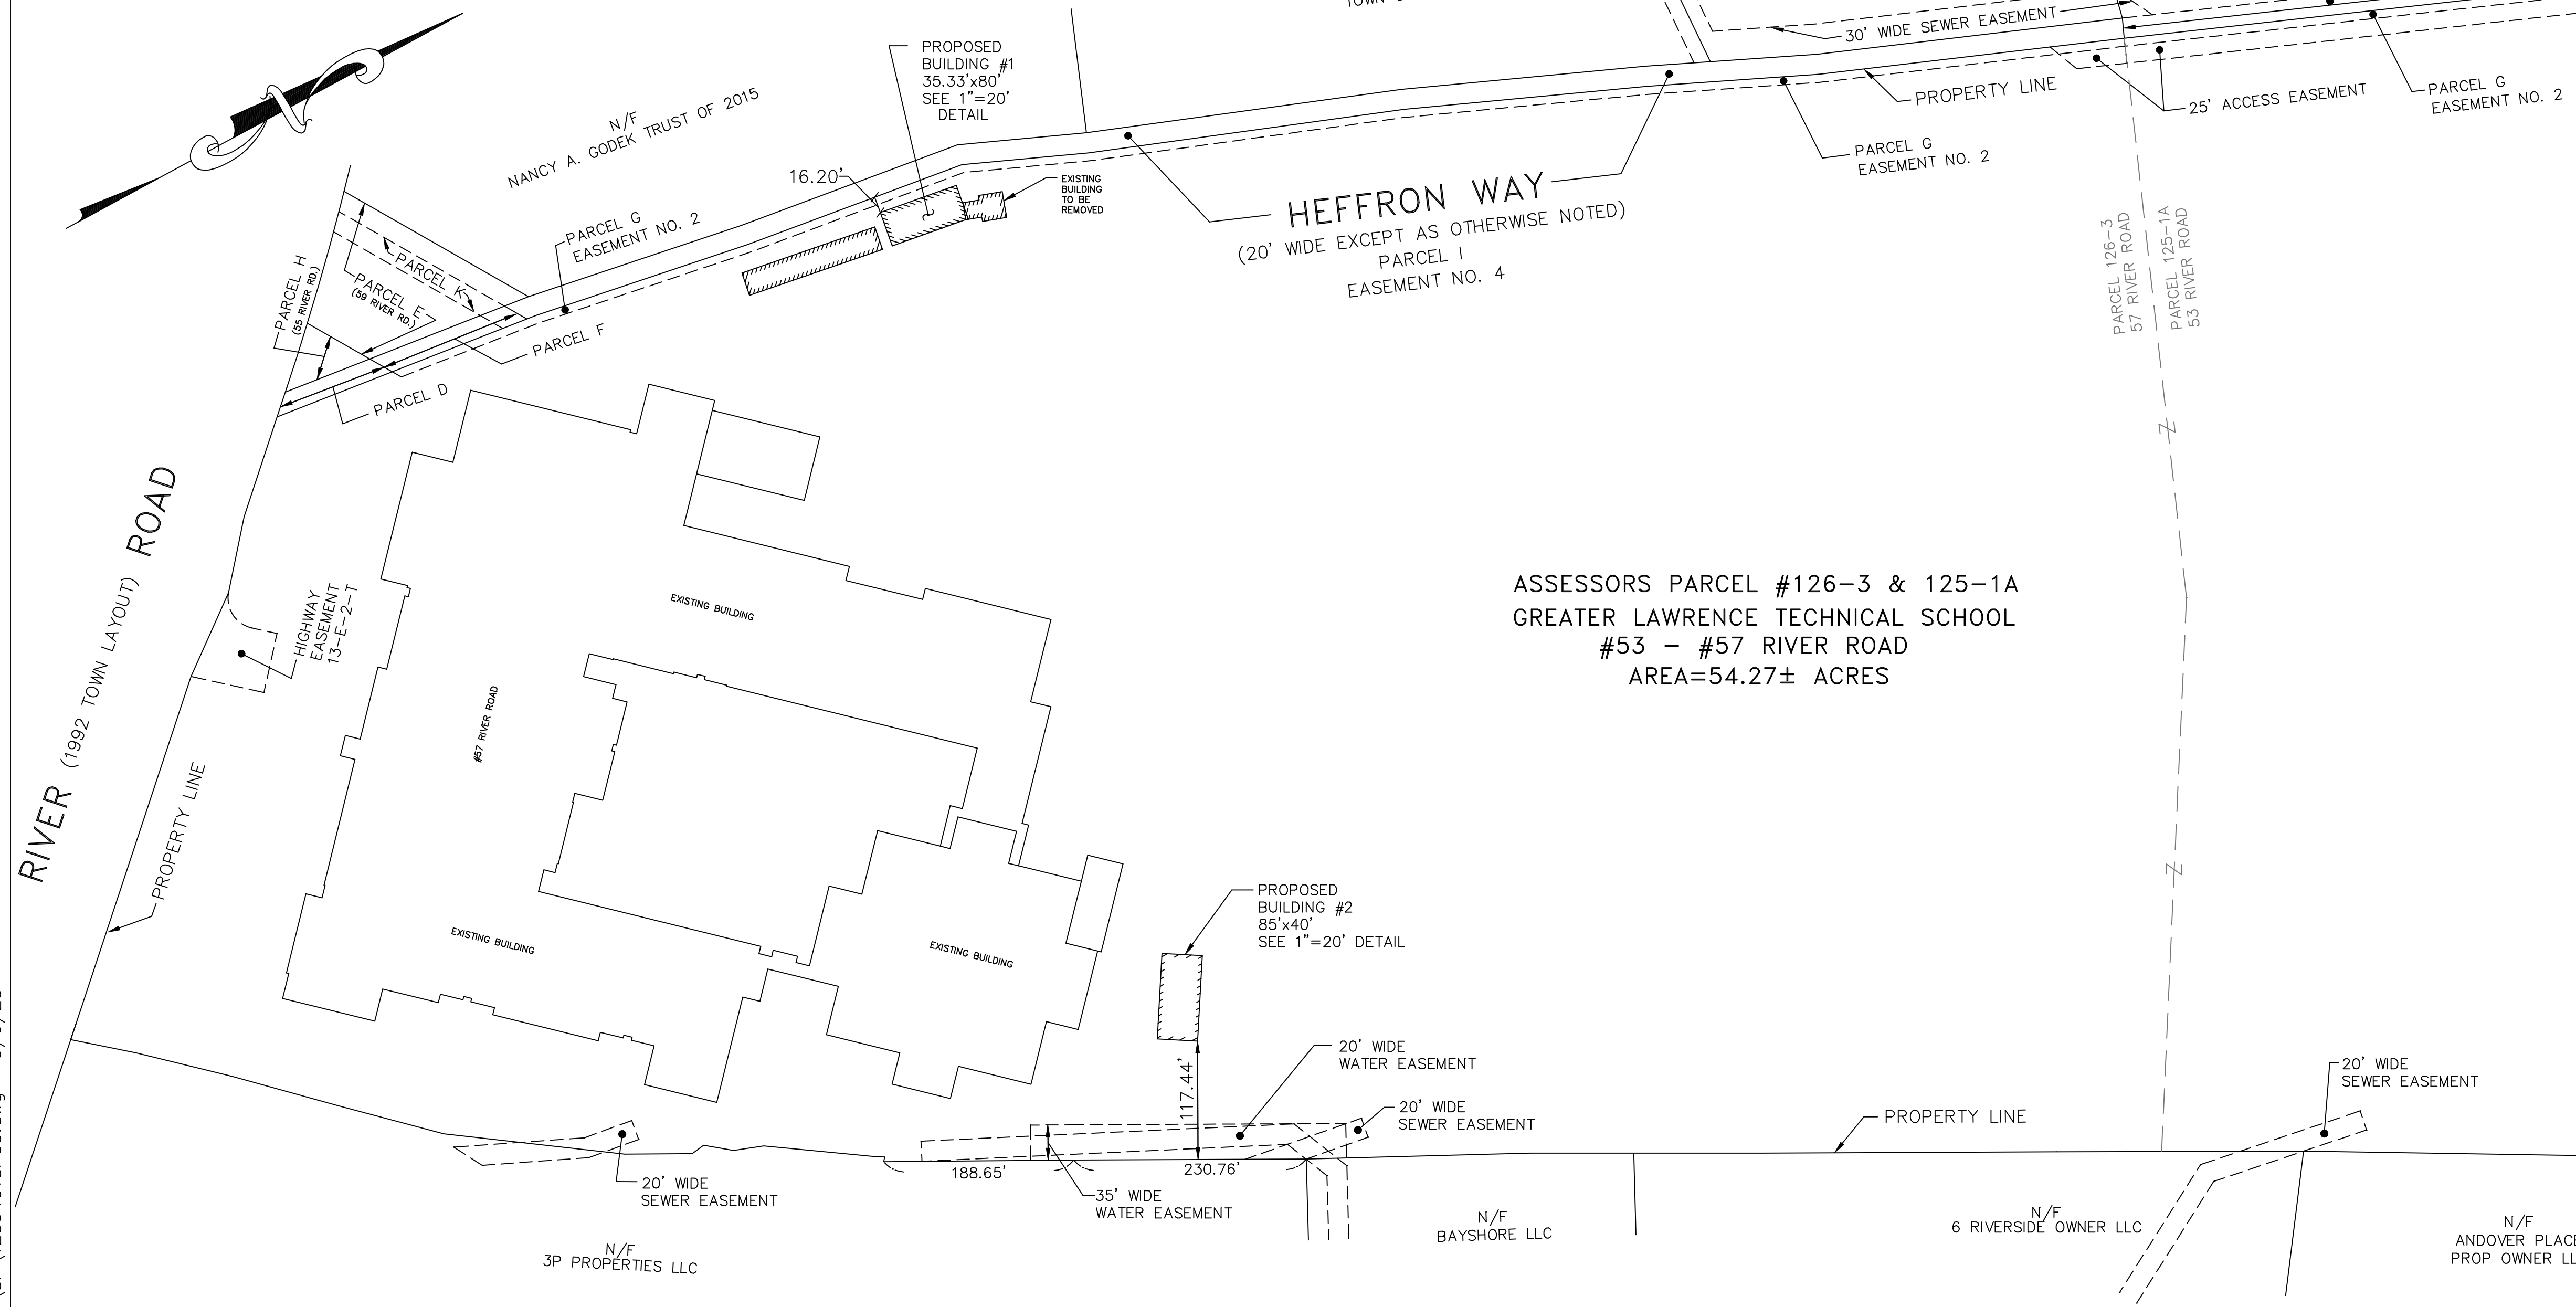 30' WIDE SEWER EASEMENT
PROPOSED
BUILDING #1
35.33'x80'
SEE 1"=20'
DETAIL
N/F
NANCY A. GODEK TRUST OF 2015
16.20'
EXISTING
BUILDING
TO BE
REMOVED
PROPERTY LINE
25' ACCESS EASEMENT
PARCEL G
EASEMENT NO. 2
PARCEL G
EASEMENT NO. 2
HEFFRON WAY
(20' WIDE EXCEPT AS OTHERWISE NOTED)
PARCEL I
EASEMENT NO. 4
PARCEL G
EASEMENT NO. 2
PARCEL 126-3
57 RIVER ROAD
PARCEL 125-1A
53 RIVER ROAD
PARCEL H
(55 RIVER RD.)
PARCEL K
PARCEL E
(59 RIVER RD.)
PARCEL F
PARCEL D
RIVER (1992 TOWN LAYOUT) ROAD
HIGHWAY
EASEMENT
13-E-2-T
PROPERTY LINE
EXISTING BUILDING
#57 RIVER ROAD
EXISTING BUILDING
EXISTING BUILDING
ASSESSORS PARCEL #126-3 & 125-1A
GREATER LAWRENCE TECHNICAL SCHOOL
#53 - #57 RIVER ROAD
AREA=54.27± ACRES
PROPOSED
BUILDING #2
85'x40'
SEE 1"=20' DETAIL
117.44'
20' WIDE
WATER EASEMENT
20' WIDE
SEWER EASEMENT
PROPERTY LINE
20' WIDE
SEWER EASEMENT
188.65'
230.76'
20' WIDE
SEWER EASEMENT
35' WIDE
WATER EASEMENT
N/F
3P PROPERTIES LLC
N/F
BAYSHORE LLC
N/F
6 RIVERSIDE OWNER LLC
N/F
ANDOVER PLACE
PROP OWNER LL